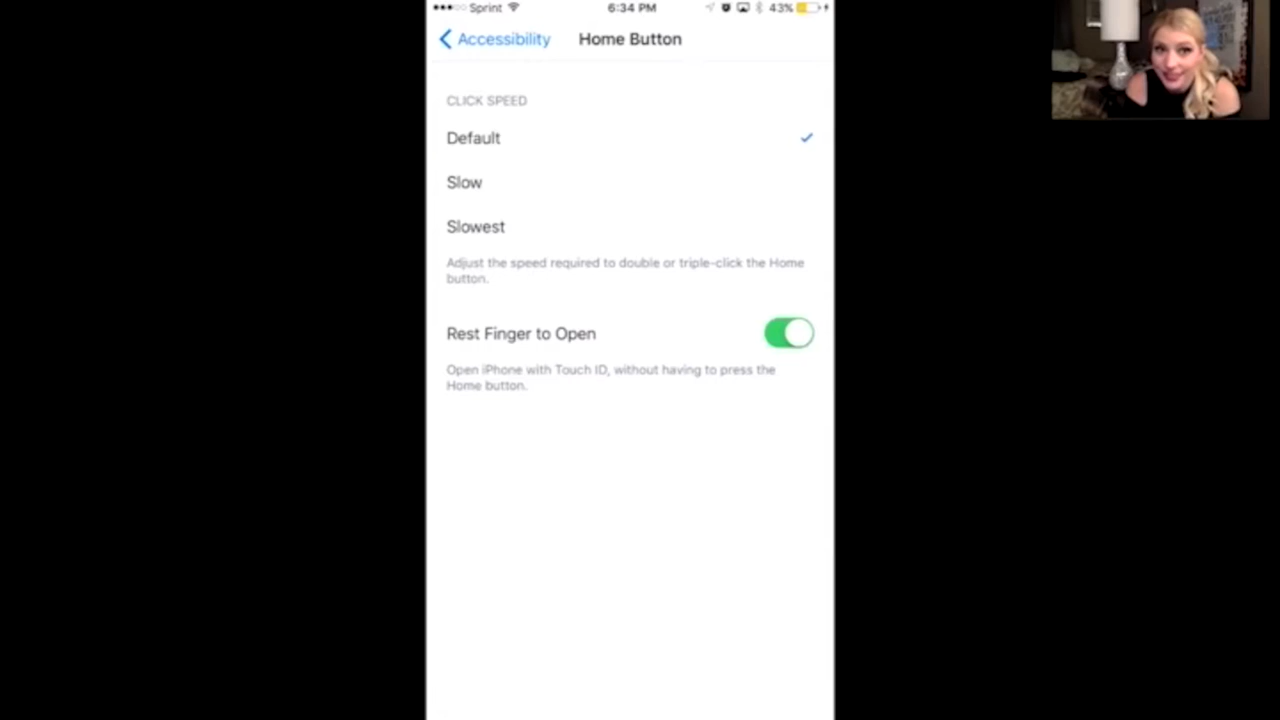 Sprint 6:34 PM 43%
Accessibility Home Button
CLICK SPEED
Default
Slow
Slowest
Adjust the speed required to double or triple-click the Home
button.
Rest Finger to Open
Open iPhone with Touch ID, without having to press the
Home button.